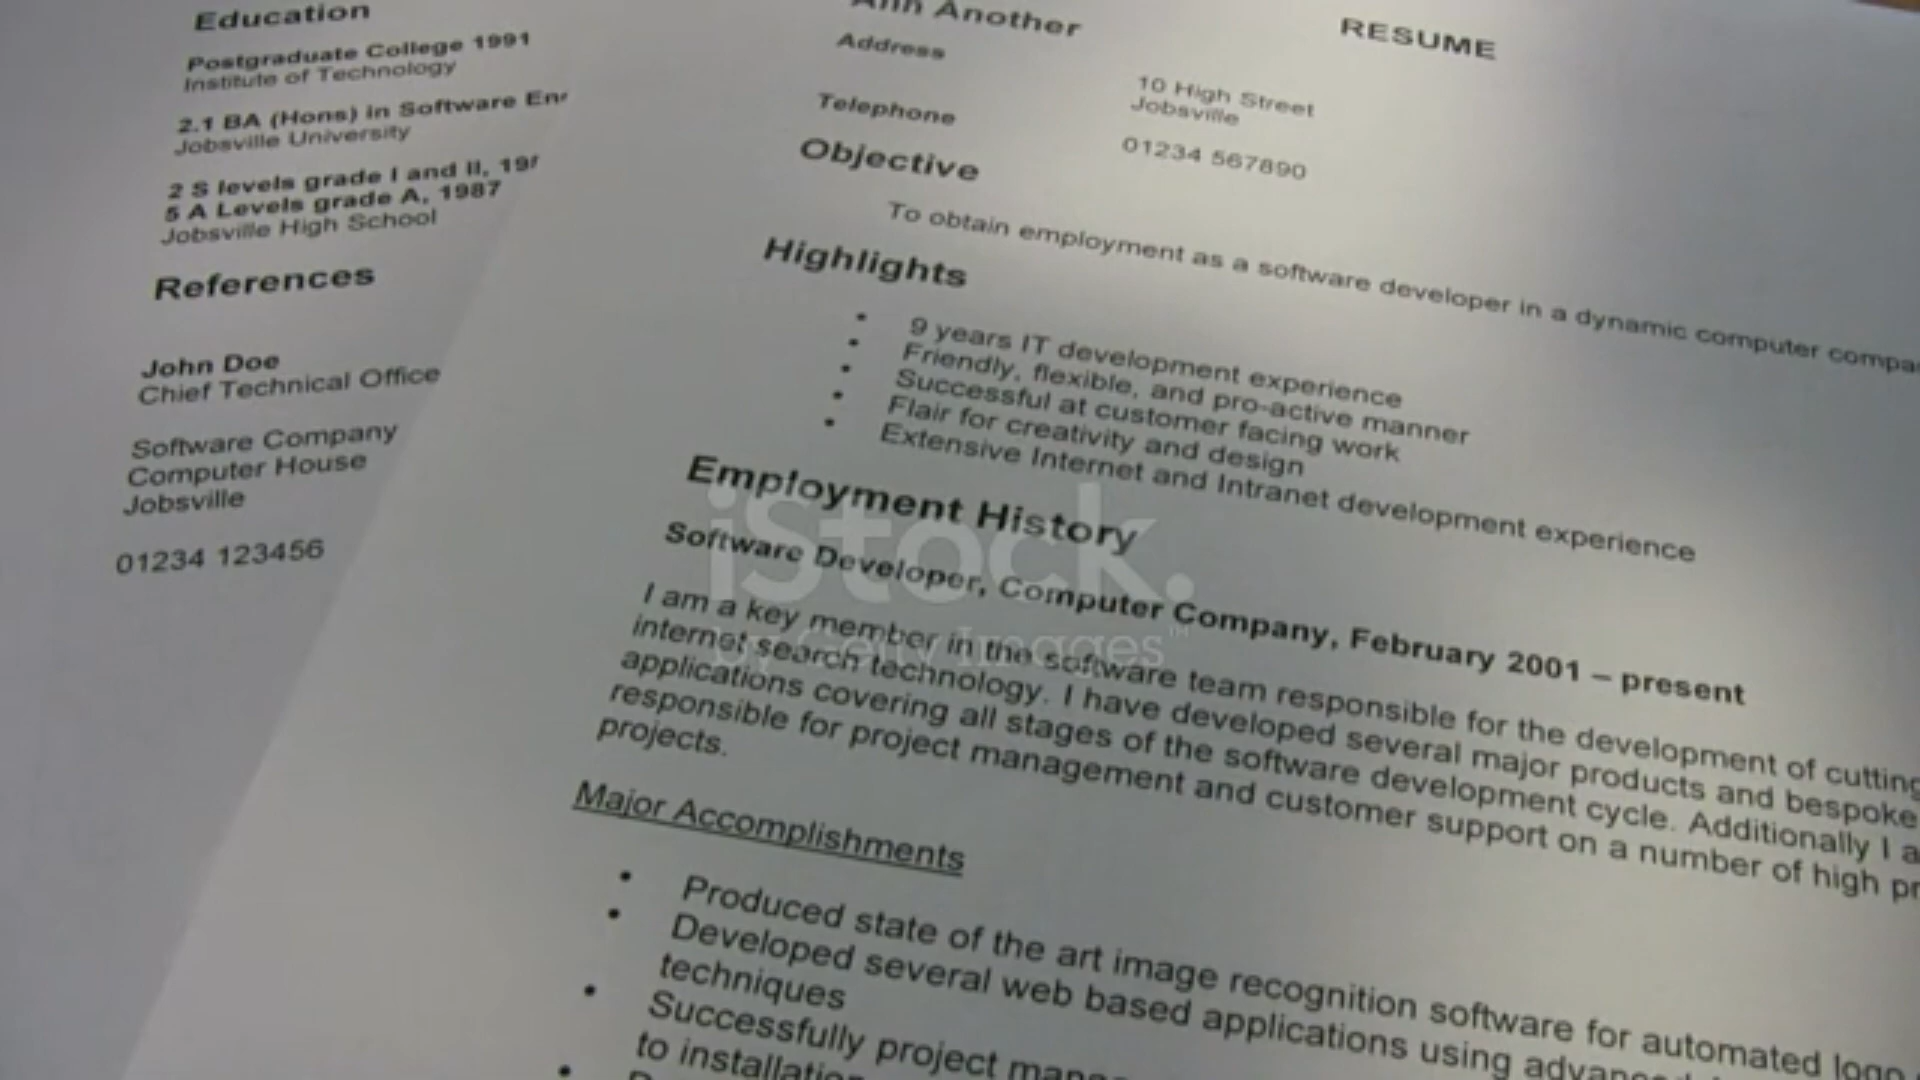 Education
Postgraduate College 1991
Institute of Technology
2.1 BA (Hons) in Software
Jobsville University
2 S levels grade I and II,
5 A Levels grade A, 1987
Jobsville High School
References
John Doe
Chief Technical Office
Software Company
Computer House
Jobsville
01234 123456
Ann Another
RESUME
Address
10 High Street
Jobsville
Telephone
01234 567890
Objective
To obtain employment as a software developer in a dynamic computer
Highlights
• 9 years IT development experience
• Friendly, flexible, and pro-active manner
• Successful at customer facing work
• Flair for creativity and design
• Extensive Internet and Intranet development experience
Employment History
Software Developer, Computer Company, February 2001 – present
I am a key member in the software team responsible for the development of cutting
internet search technology. I have developed several major products and bespoke
applications covering all stages of the software development cycle. Additionally I
responsible for project management and customer support on a number of high
projects.
Major Accomplishments
• Produced state of the art image recognition software for automated logo
• Developed several web based applications using
techniques
• Successfully project
to
iStock.
by Getty Images™